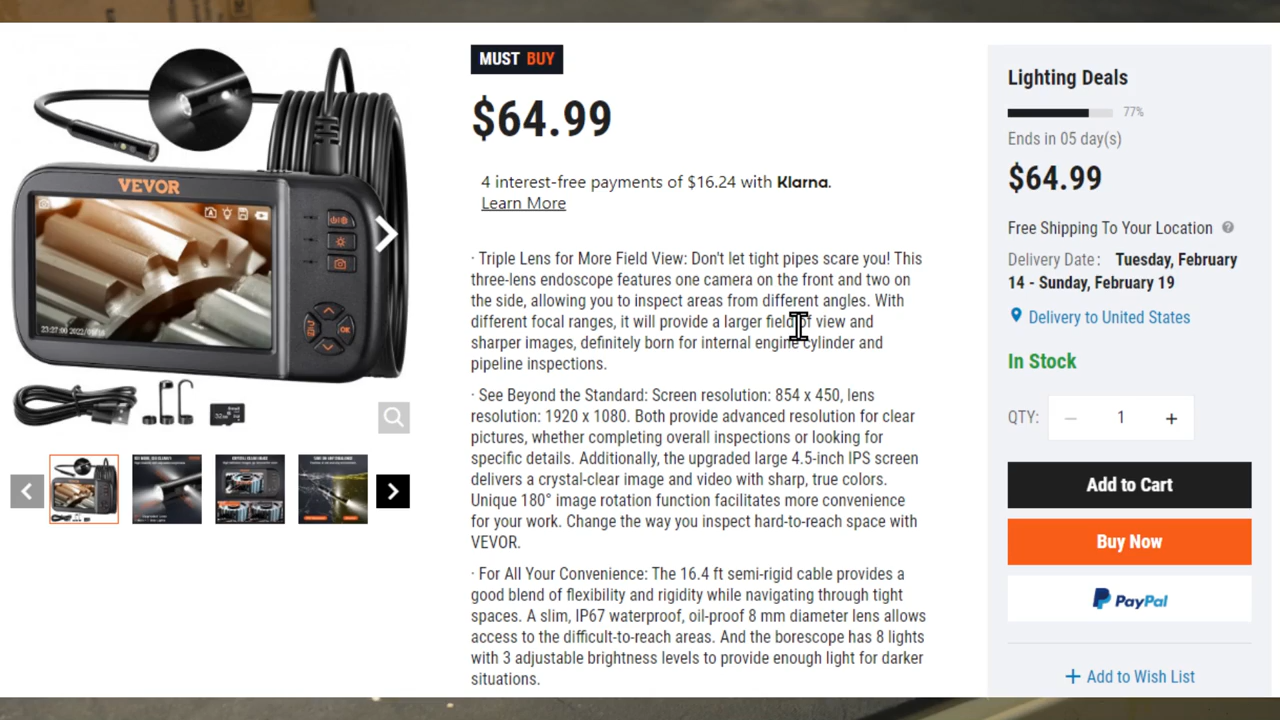 MUST BUY
$64.99
4 interest-free payments of $16.24 with Klarna.
Learn More
· Triple Lens for More Field View: Don't let tight pipes scare you! This
three-lens endoscope features one camera on the front and two on
the side, allowing you to inspect areas from different angles. With
different focal ranges, it will provide a larger field of view and
sharper images, definitely born for internal engine cylinder and
pipeline inspections.
· See Beyond the Standard: Screen resolution: 854 x 450, lens
resolution: 1920 x 1080. Both provide advanced resolution for clear
pictures, whether completing overall inspections or looking for
specific details. Additionally, the upgraded large 4.5-inch IPS screen
delivers a crystal-clear image and video with sharp, true colors.
Unique 180° image rotation function facilitates more convenience
for your work. Change the way you inspect hard-to-reach space with
VEVOR.
· For All Your Convenience: The 16.4 ft semi-rigid cable provides a
good blend of flexibility and rigidity while navigating through tight
spaces. A slim, IP67 waterproof, oil-proof 8 mm diameter lens allows
access to the difficult-to-reach areas. And the borescope has 8 lights
with 3 adjustable brightness levels to provide enough light for darker
situations.
VEVOR
OK
Lighting Deals
77%
Ends in 05 day(s)
$64.99
Free Shipping To Your Location ?
Delivery Date : Tuesday, February
14 - Sunday, February 19
Delivery to United States
In Stock
QTY: − 1 +
Add to Cart
Buy Now
PayPal
+ Add to Wish List